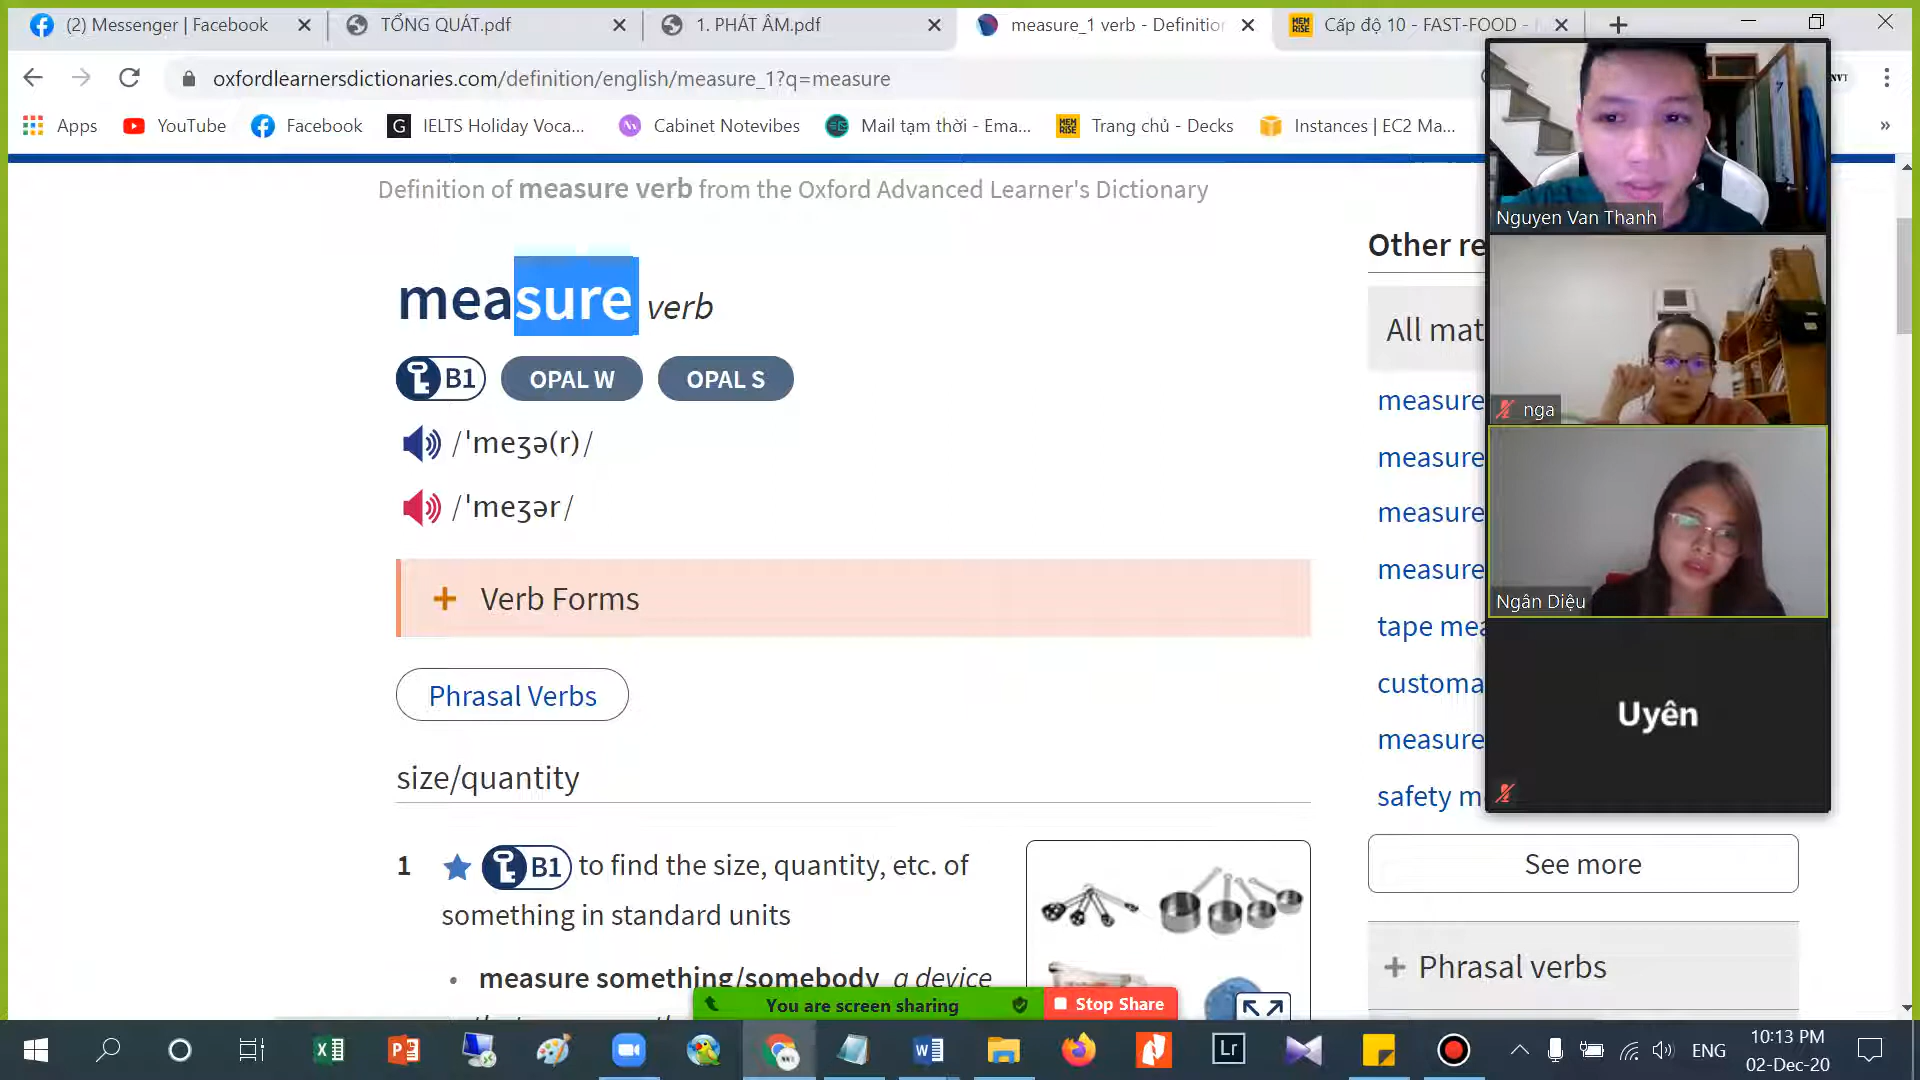 (2) Messenger | Facebook
TỔNG QUÁT.pdf
1. PHÁT ÂM.pdf
measure_1 verb - Definition
Cấp độ 10 - FAST-FOOD -
oxfordlearnersdictionaries.com/definition/english/measure_1?q=measure
Apps
YouTube
Facebook
IELTS Holiday Voca...
Cabinet Notevibes
Mail tạm thời - Ema...
Trang chủ - Decks
Instances | EC2 Ma...
Definition of measure verb from the Oxford Advanced Learner's Dictionary
measure verb
B1 OPAL W OPAL S
/ˈmeʒə(r)/
/ˈmeʒər/
+ Verb Forms
Phrasal Verbs
size/quantity
1 B1 to find the size, quantity, etc. of
something in standard units
• measure something/somebody a device
Other re
All mat
measure
measure
measure
measure
tape mea
customa
measure
safety m
See more
+ Phrasal verbs
Nguyen Van Thanh
nga
Ngân Diệu
Uyên
You are screen sharing
Stop Share
Lr
ENG
10:13 PM
02-Dec-20